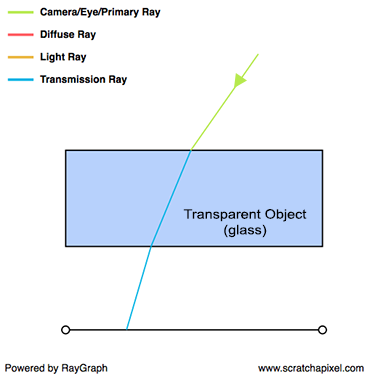 Camera/Eye/Primary Ray
Diffuse Ray
Light Ray
Transmission Ray
Transparent Object
(glass)
Powered by RayGraph
www.scratchapixel.com